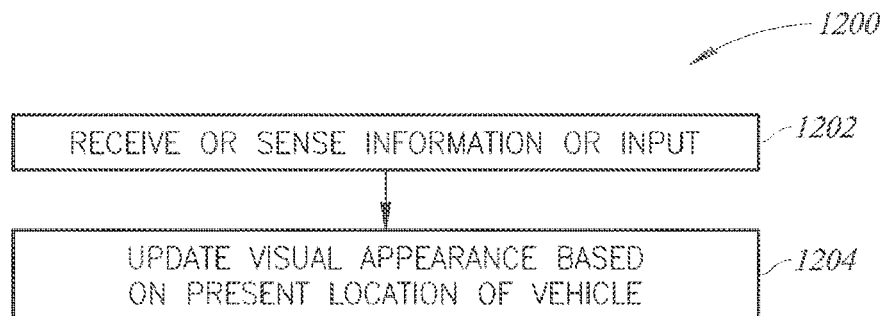 1200
RECEIVE OR SENSE INFORMATION OR INPUT
1202
UPDATE VISUAL APPEARANCE BASED
ON PRESENT LOCATION OF VEHICLE
1204